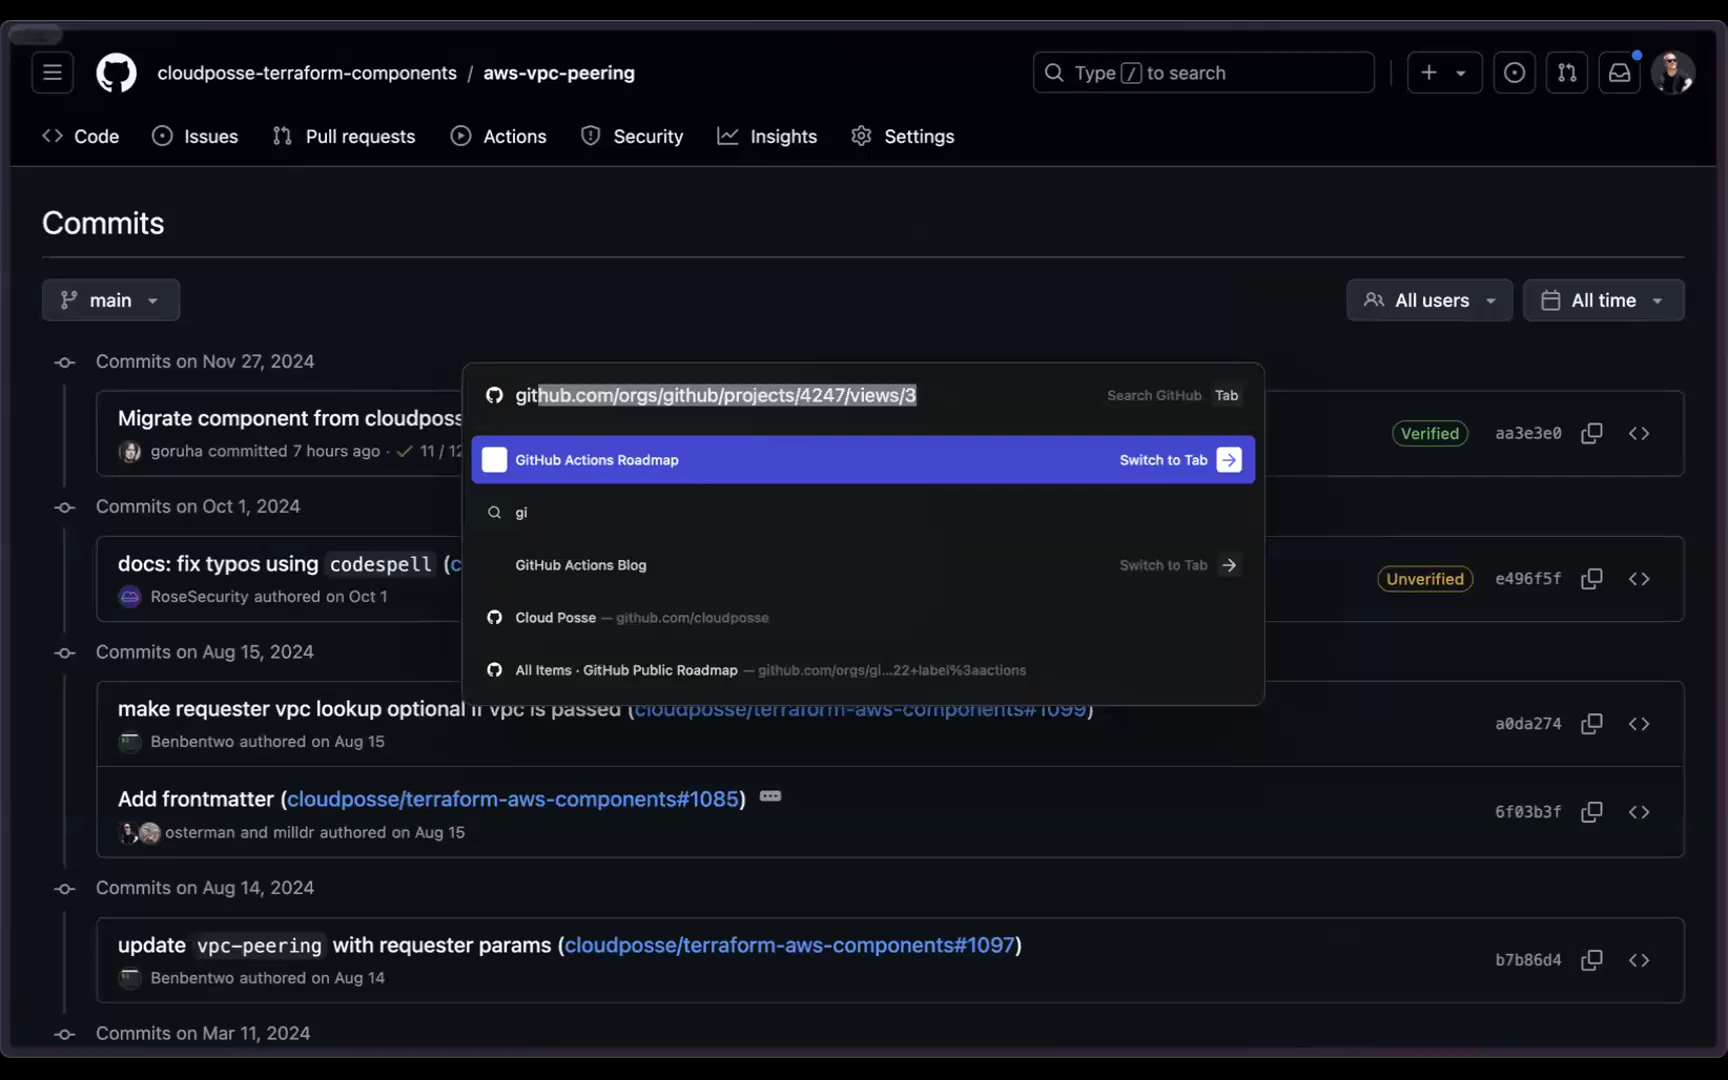 cloudposse-terraform-components / aws-vpc-peering
Type / to search
Code Issues Pull requests Actions Security Insights Settings
Commits
main
All users All time
Commits on Nov 27, 2024
github.com/orgs/github/projects/4247/views/3 Search GitHub Tab
Migrate component from cloudposs
Verified aa3e3e0
goruha committed 7 hours ago · 11 / 12
GitHub Actions Roadmap Switch to Tab
Commits on Oct 1, 2024
gi
docs: fix typos using codespell (c
GitHub Actions Blog Switch to Tab
Unverified e496f5f
RoseSecurity authored on Oct 1
Cloud Posse — github.com/cloudposse
Commits on Aug 15, 2024
All Items · GitHub Public Roadmap — github.com/orgs/gi...22+label%3aactions
make requester vpc lookup optional if vpc is passed (cloudposse/terraform-aws-components#1099)
a0da274
Benbentwo authored on Aug 15
Add frontmatter (cloudposse/terraform-aws-components#1085)
6f03b3f
osterman and milldr authored on Aug 15
Commits on Aug 14, 2024
update vpc-peering with requester params (cloudposse/terraform-aws-components#1097)
b7b86d4
Benbentwo authored on Aug 14
Commits on Mar 11, 2024